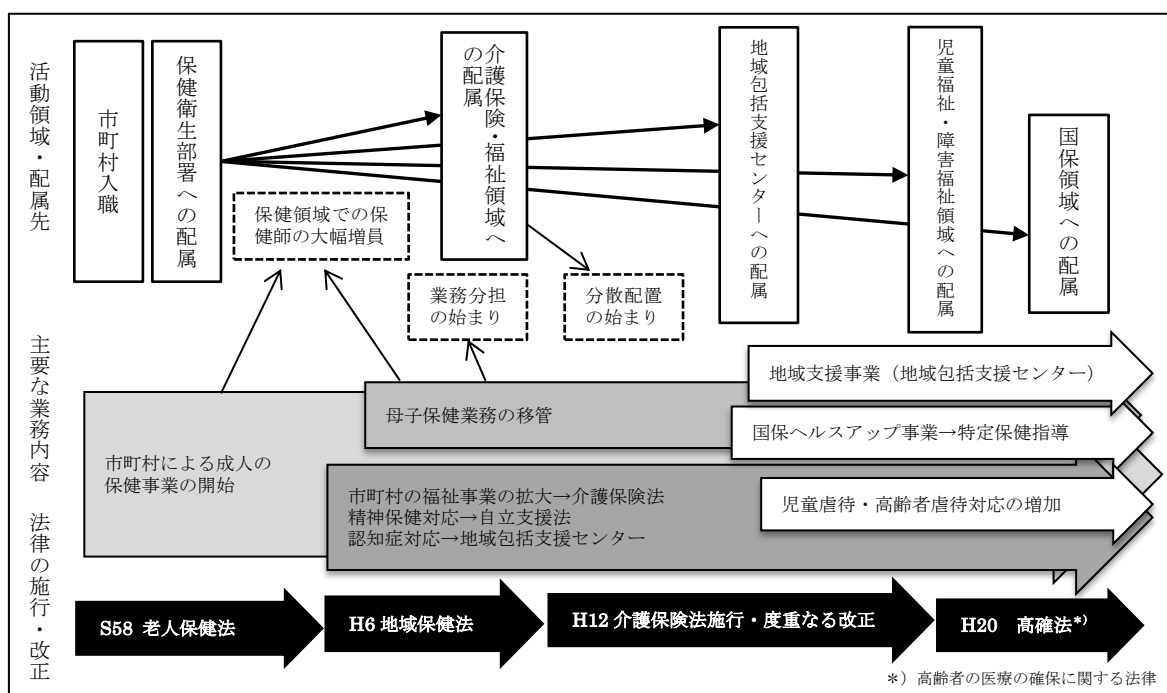 活動領域・配属先
市町村入職
保健衛生部署への配属
介護保険・福祉領域へ
の配属
地域包括支援センターへの配属
児童福祉・障害福祉領域への配属
国保領域への配属
保健領域での保
健師の大幅増員
業務分担
の始まり
分散配置
の始まり
主要な業務内容
地域支援事業（地域包括支援センター）
母子保健業務の移管
国保ヘルスアップ事業→特定保健指導
市町村による成人の
保健事業の開始
市町村の福祉事業の拡大→介護保険法
精神保健対応→自立支援法
認知症対応→地域包括支援センター
児童虐待・高齢者虐待対応の増加
法律の施行・改正
S58 老人保健法
H6 地域保健法
H12 介護保険法施行・度重なる改正
H20 高確法*)
*）高齢者の医療の確保に関する法律